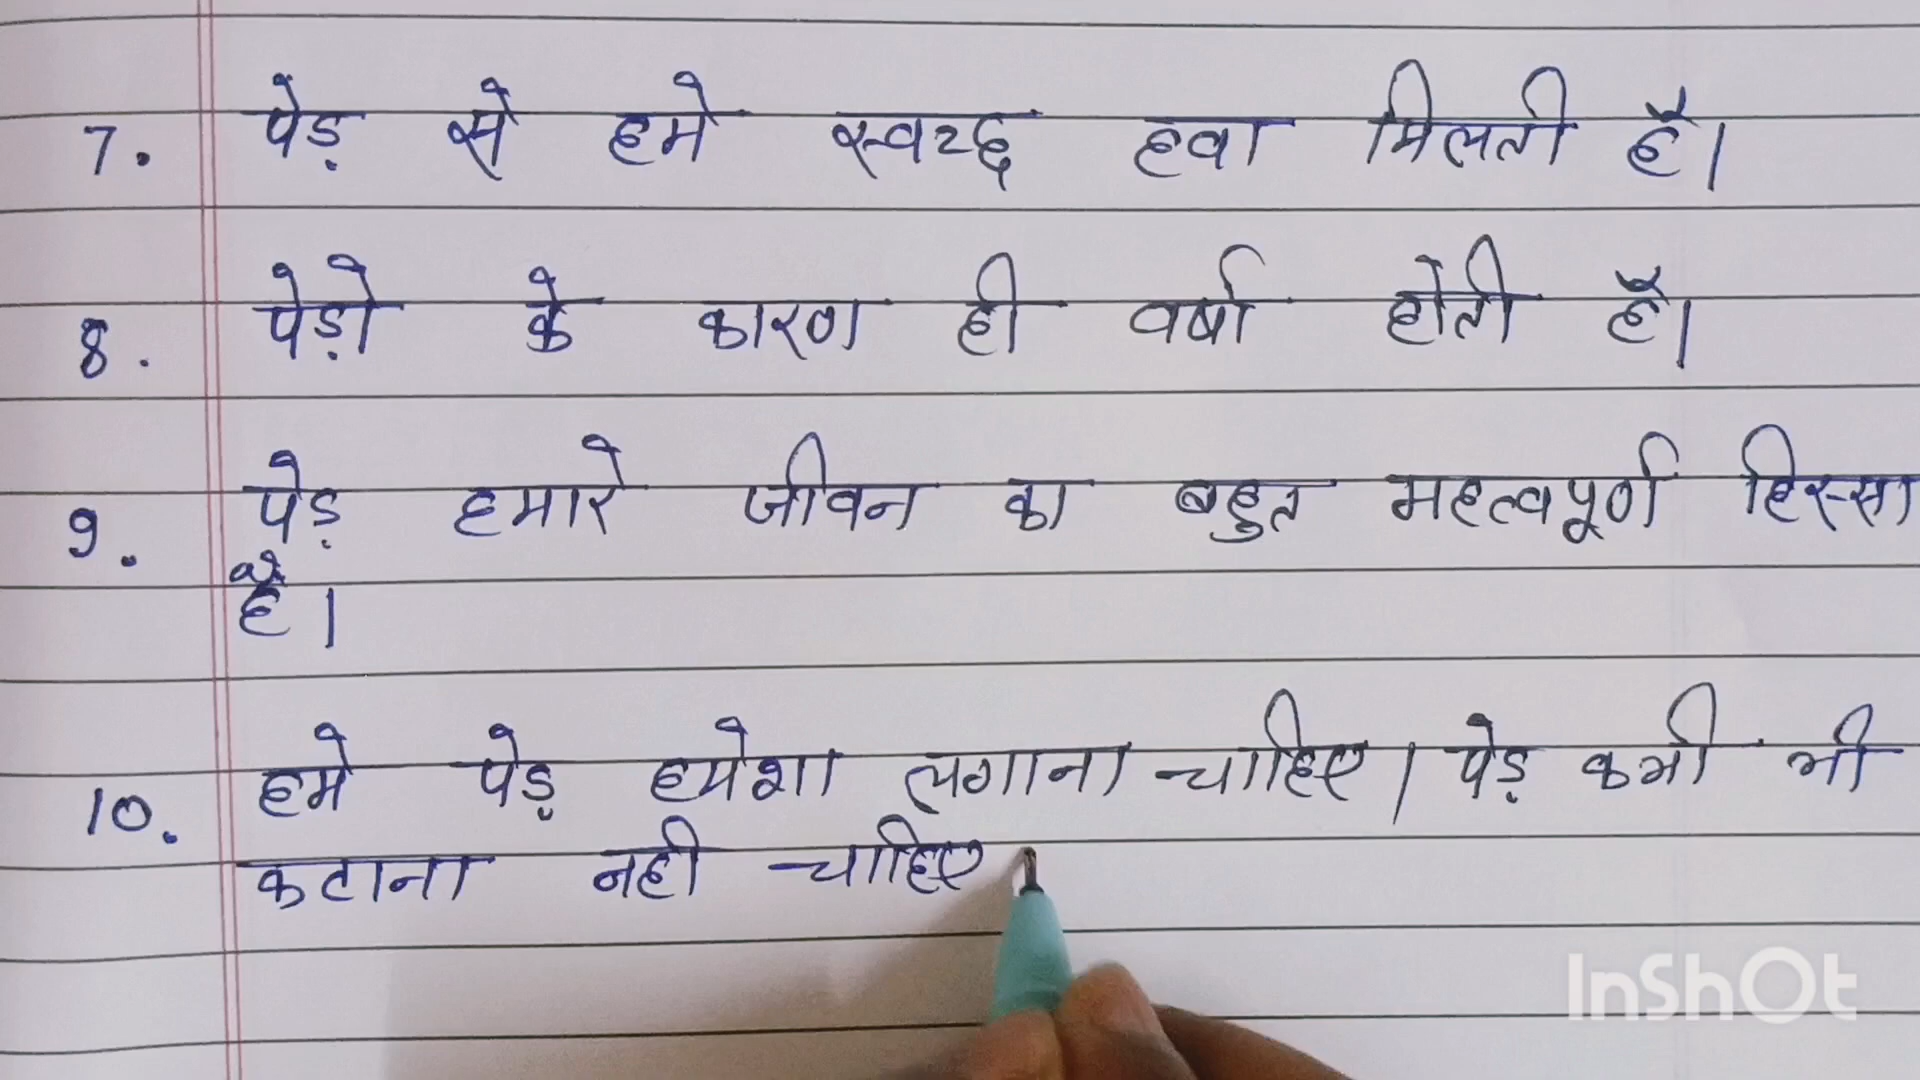 7. पेड़ से हमे स्वच्छ हवा मिलती है।
8. पेड़ो के कारण ही वर्षा होती है।
9. पेड़ हमारे जीवन का बहुत महत्वपूर्ण हिस्सा
है।
10. हमे पेड़ हमेशा लगाना चाहिए। पेड़ कभी भी
कटाना नही चाहिए
InShOt